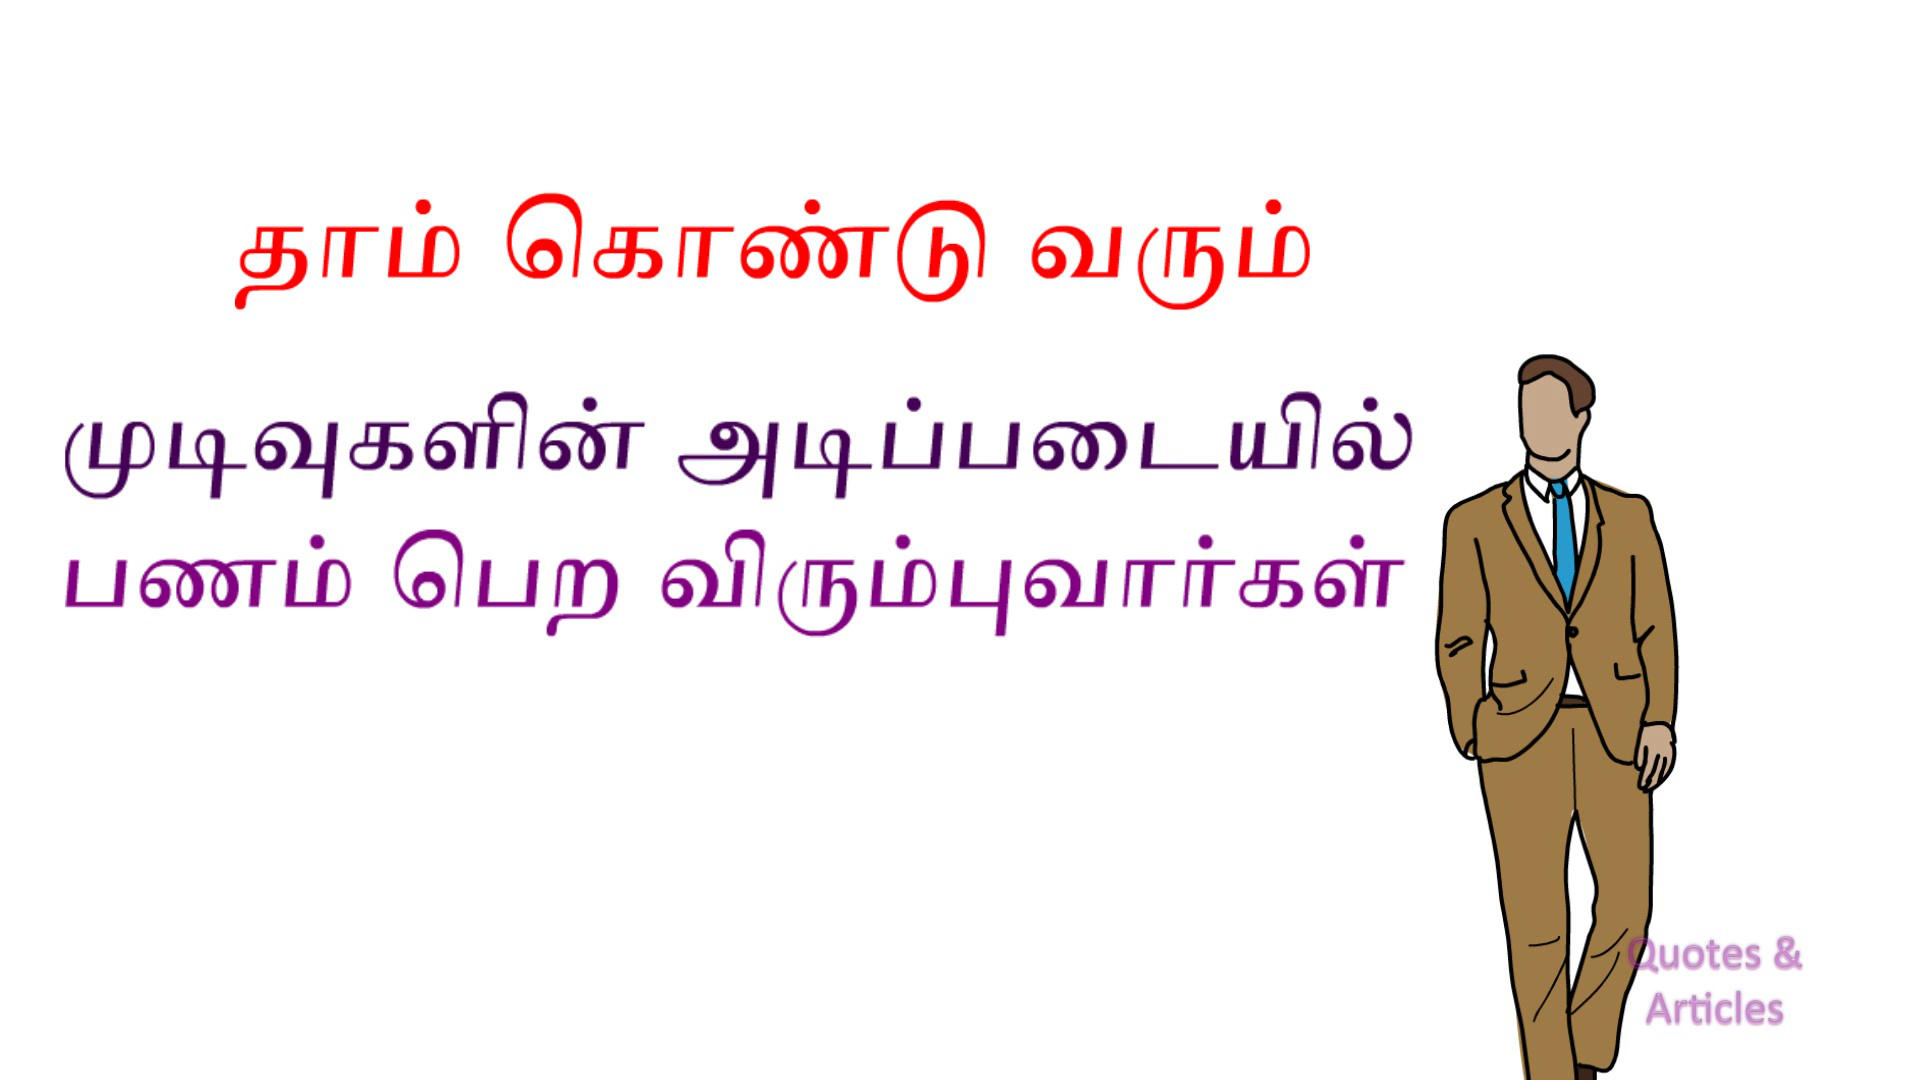 தாம் கொண்டு வரும்
முடிவுகளின் அடிப்படையில்
பணம் பெற விரும்புவார்கள்
Quotes &
Articles